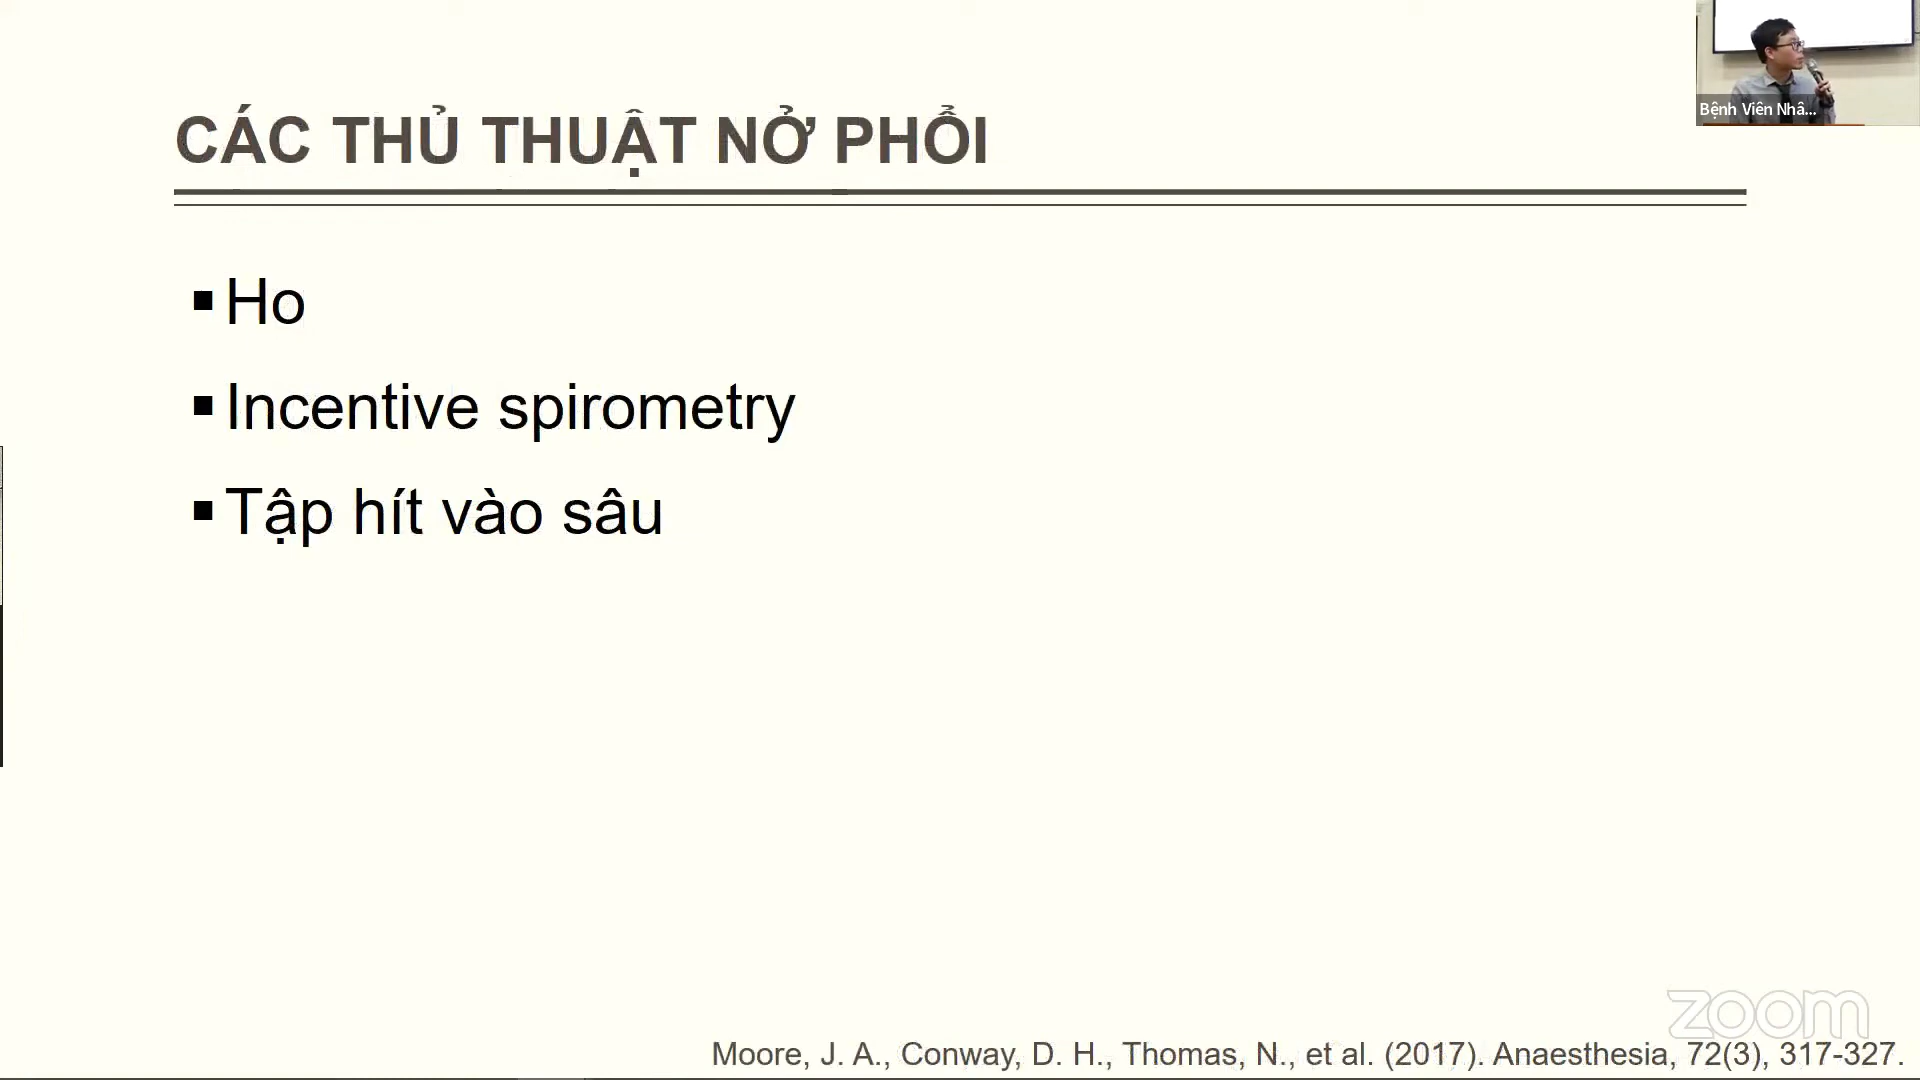 Bệnh Viên Nhâ...
CÁC THỦ THUẬT NỞ PHỔI
▪ Ho
▪ Incentive spirometry
▪ Tập hít vào sâu
zoom
Moore, J. A., Conway, D. H., Thomas, N., et al. (2017). Anaesthesia, 72(3), 317-327.